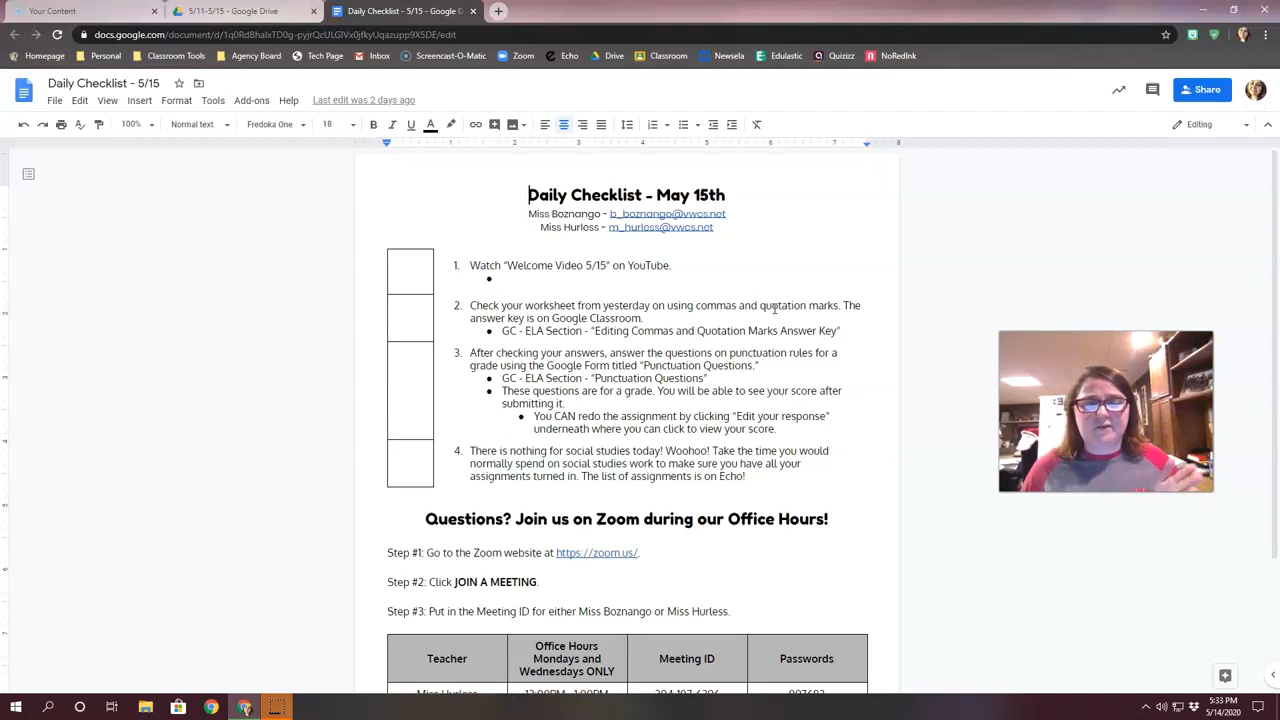 Your Content
5/11-5/15 - Google Drive
Daily Checklist - 5/15 - Google D
docs.google.com/document/d/1q0RdBhalxTD0g-pyjrQcULGlVx0jfkyUqazupp9X5DE/edit
Homepage
Personal
Classroom Tools
Agency Board
Tech Page
Inbox
Screencast-O-Matic
Zoom
Echo
Drive
Google Classroom
Newsela
Edulastic
Quizizz
NoRedInk
Daily Checklist - 5/15
File Edit View Insert Format Tools Add-ons Help Last edit was 2 days ago
Share
100% Normal text Fredoka One 18 Editing
Daily Checklist - May 15th
Miss Boznango - b_boznango@vwcs.net
Miss Hurless - m_hurless@vwcs.net
1. Watch “Welcome Video 5/15” on YouTube.
2. Check your worksheet from yesterday on using commas and quotation marks. The
answer key is on Google Classroom.
GC - ELA Section - “Editing Commas and Quotation Marks Answer Key”
3. After checking your answers, answer the questions on punctuation rules for a
grade using the Google Form titled “Punctuation Questions.”
GC - ELA Section - “Punctuation Questions”
These questions are for a grade. You will be able to see your score after
submitting it.
You CAN redo the assignment by clicking “Edit your response”
underneath where you can click to view your score.
4. There is nothing for social studies today! Woohoo! Take the time you would
normally spend on social studies work to make sure you have all your
assignments turned in. The list of assignments is on Echo!
Questions? Join us on Zoom during our Office Hours!
Step #1: Go to the Zoom website at https://zoom.us/.
Step #2: Click JOIN A MEETING.
Step #3: Put in the Meeting ID for either Miss Boznango or Miss Hurless.
Teacher
Office Hours
Mondays and
Wednesdays ONLY
Meeting ID
Passwords
5:33 PM
5/14/2020